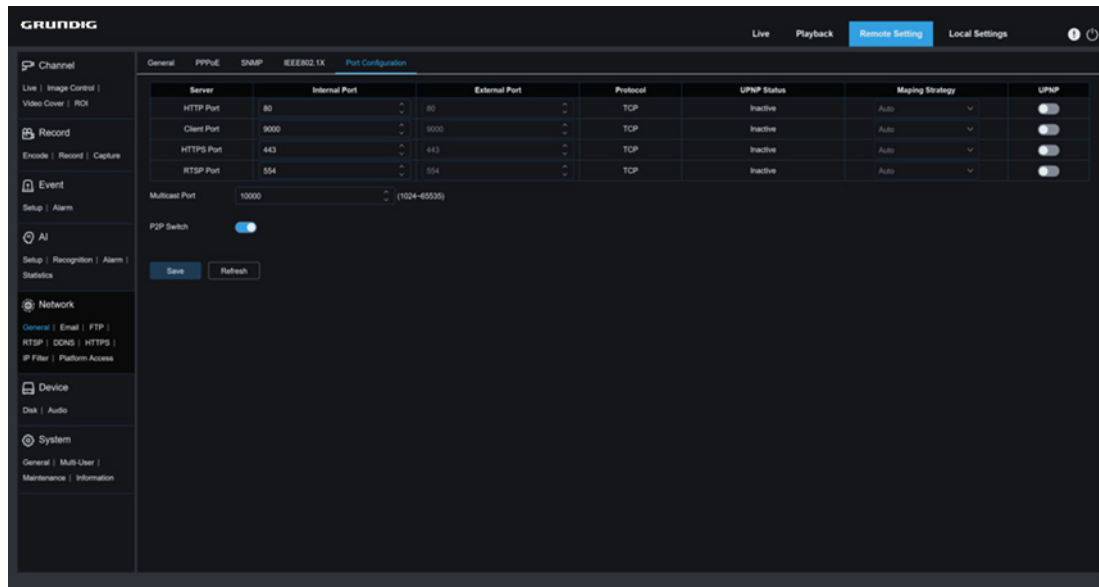 GRUNDIG
Live Playback Remote Setting Local Settings
Channel
Live | Image Control |
Video Cover | ROI
Record
Encode | Record | Capture
Event
Setup | Alarm
AI
Setup | Recognition | Alarm |
Statistics
Network
General | Email | FTP |
RTSP | DDNS | HTTPS |
IP Filter | Platform Access
Device
Disk | Audio
System
General | Multi-User |
Maintenance | Information
General PPPoE SNMP IEEE802.1X Port Configuration
Server Internal Port External Port Protocol UPNP Status Maping Strategy UPNP
HTTP Port 80 80 TCP Inactive Auto
Client Port 9000 9000 TCP Inactive Auto
HTTPS Port 443 443 TCP Inactive Auto
RTSP Port 554 554 TCP Inactive Auto
Multicast Port 10000 (1024~65535)
P2P Switch
Save Refresh